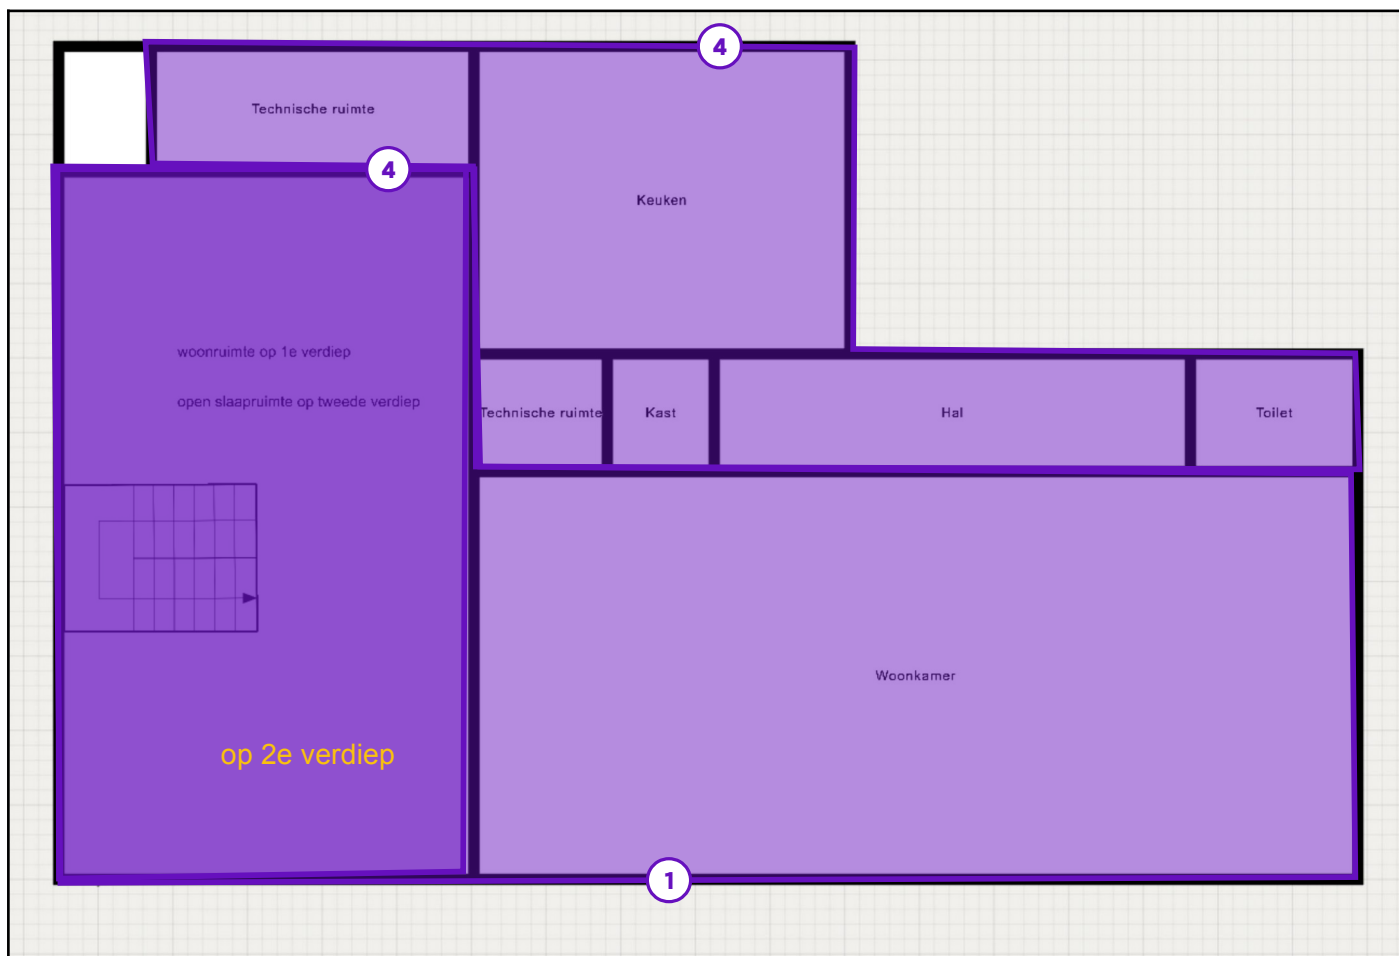 4
Technische ruimte
4
Keuken
woonruimte op 1e verdiep
open slaapruimte op tweede verdiep
Technische ruimte
Kast
Hal
Toilet
Woonkamer
op 2e verdiep
1